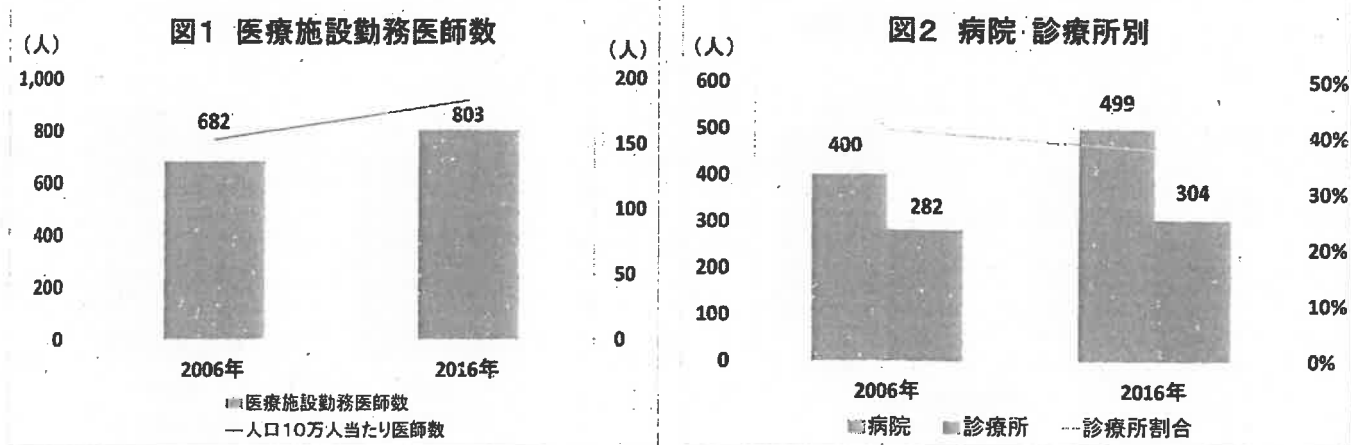 図1 医療施設勤務医師数
(人)
(人)
1,000
800
600
400
200
0
200
150
100
50
0
682
803
2006年
2016年
医療施設勤務医師数
人口10万人当たり医師数
図2 病院・診療所別
(人)
600
500
400
300
200
100
0
50%
40%
30%
20%
10%
0%
400
282
499
304
2006年
2016年
病院 診療所 診療所割合